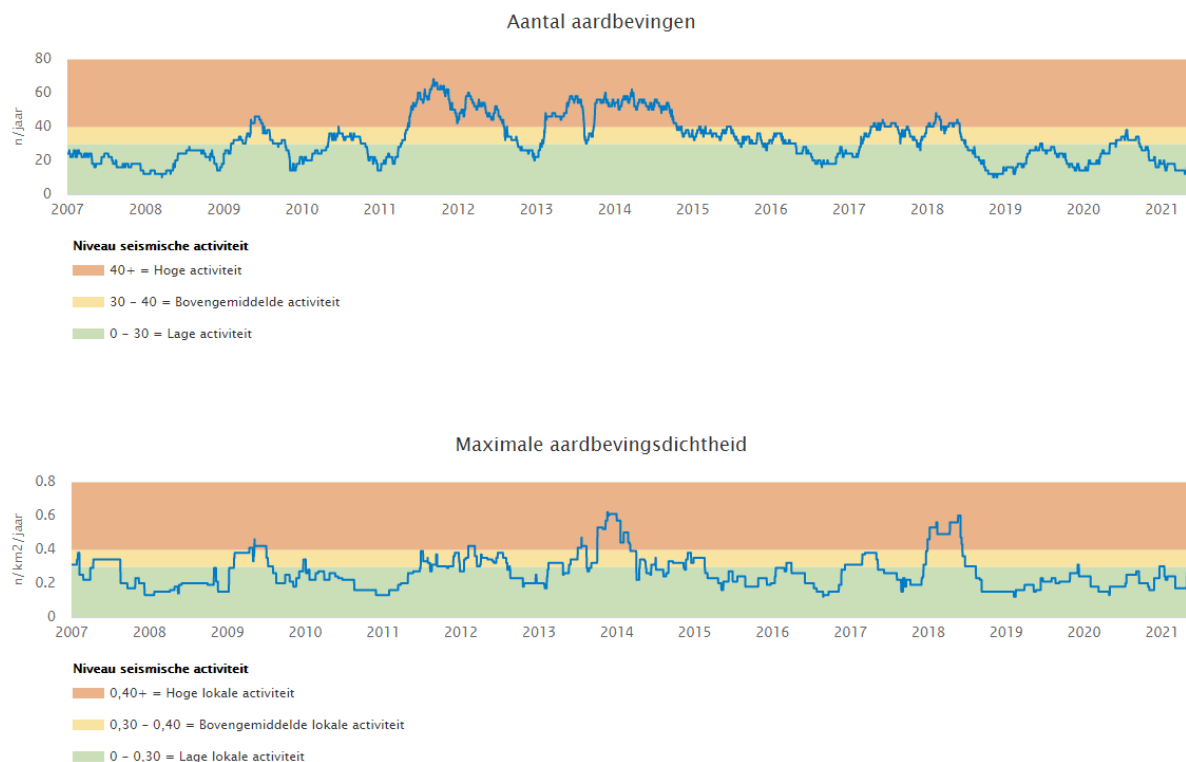 Aantal aardbevingen
n/jaar
80
60
40
20
0
2007 2008 2009 2010 2011 2012 2013 2014 2015 2016 2017 2018 2019 2020 2021
Niveau seismische activiteit
40+ = Hoge activiteit
30 - 40 = Bovengemiddelde activiteit
0 - 30 = Lage activiteit
Maximale aardbevingsdichtheid
n/km2/jaar
0.8
0.6
0.4
0.2
0
2007 2008 2009 2010 2011 2012 2013 2014 2015 2016 2017 2018 2019 2020 2021
Niveau seismische activiteit
0,40+ = Hoge lokale activiteit
0,30 - 0,40 = Bovengemiddelde lokale activiteit
0 - 0,30 = Lage lokale activiteit